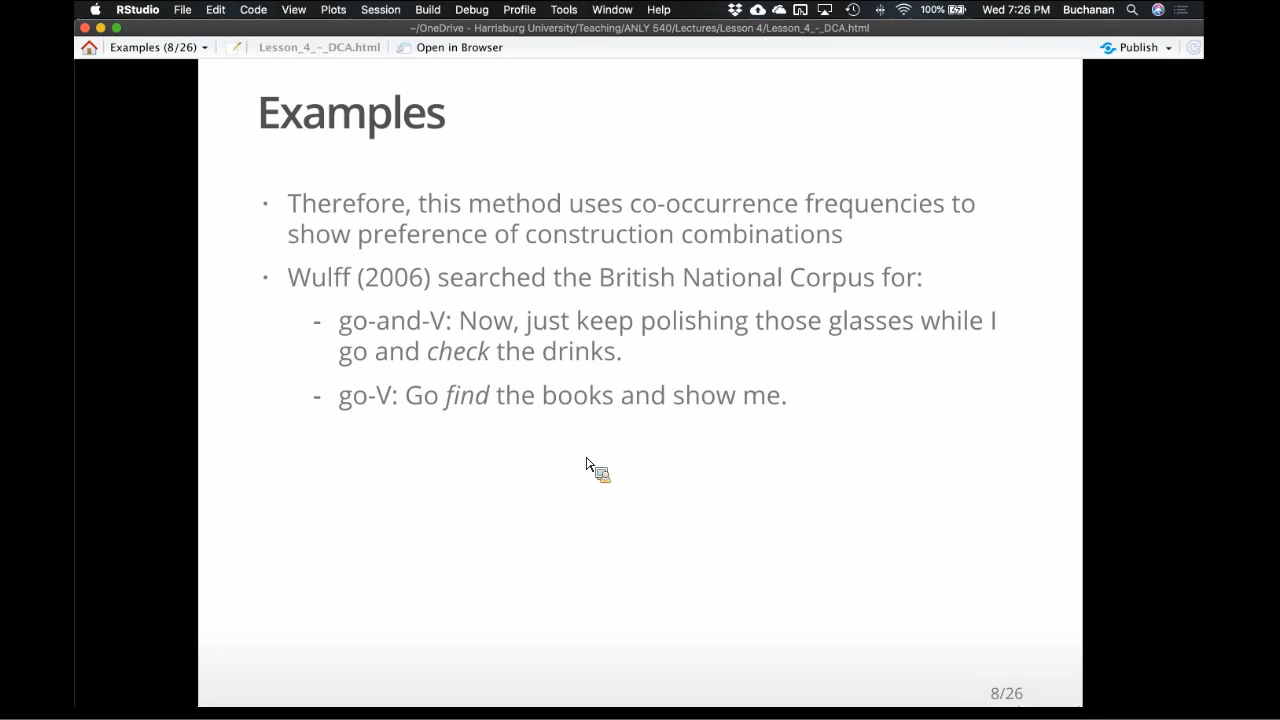 RStudio File Edit Code View Plots Session Build Debug Profile Tools Window Help 100% Wed 7:26 PM Buchanan
~/OneDrive - Harrisburg University/Teaching/ANLY 540/Lectures/Lesson 4/Lesson_4_-_DCA.html
Examples (8/26) Lesson_4_-_DCA.html Open in Browser Publish
Examples
· Therefore, this method uses co-occurrence frequencies to
show preference of construction combinations
· Wulff (2006) searched the British National Corpus for:
- go-and-V: Now, just keep polishing those glasses while I
go and check the drinks.
- go-V: Go find the books and show me.
8/26